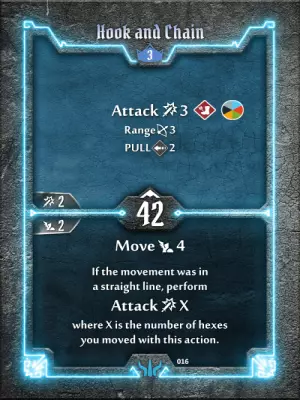 Hook and Chain
3
Attack 3
Range 3
PULL 2
2
42
2
Move 4
If the movement was in
a straight line, perform
Attack X
where X is the number of hexes
you moved with this action.
016